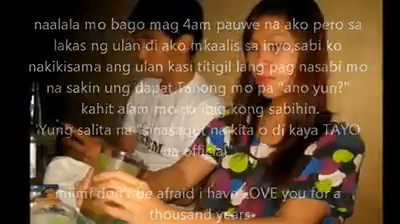 naalala mo bago mag 4am pauwe na ako pero sa
lakas ng ulan di ako mkaalis sa inyo,sabi ko
nakikisama ang ulan kasi titigil lang pag nasabi mo
na sakin ung dapat.Tanong mo pa "ano yun?"
kahit alam mo na ibig kong sabihin.
"Yung salita na "sinasagot na kita o di kaya TAYO
na official"
mimi don't be afraid i have LOVE you for a
thousand years.